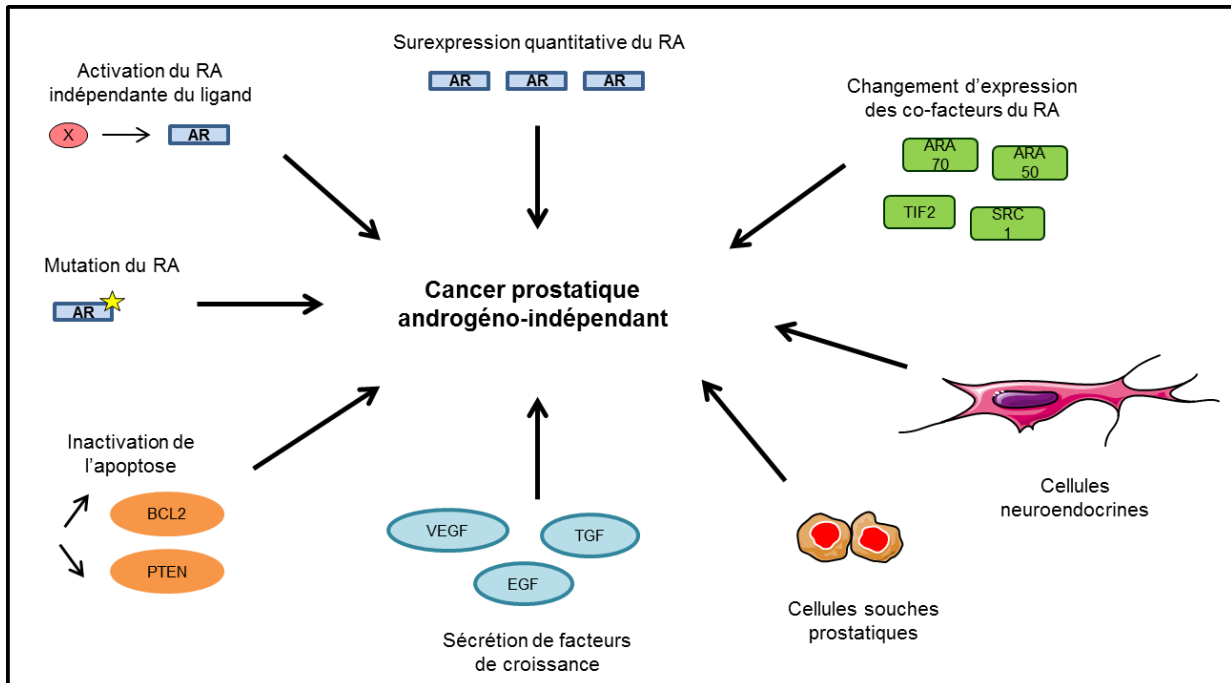 Surexpression quantitative du RA
AR
AR
AR
Activation du RA
indépendante du ligand
X
AR
Changement d'expression
des co-facteurs du RA
ARA
70
ARA
50
TIF2
SRC
1
Mutation du RA
AR
Cancer prostatique
androgéno-indépendant
Inactivation de
l'apoptose
BCL2
PTEN
VEGF
TGF
EGF
Sécrétion de facteurs
de croissance
Cellules souches
prostatiques
Cellules
neuroendocrines